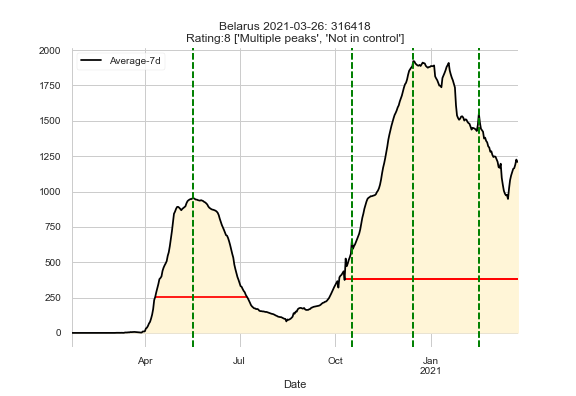 Belarus 2021-03-26: 316418
Rating:8 ['Multiple peaks', 'Not in control']
2000
Average-7d
1750
1500
1250
1000
750
500
250
0
Apr Jul Oct Jan
2021
Date